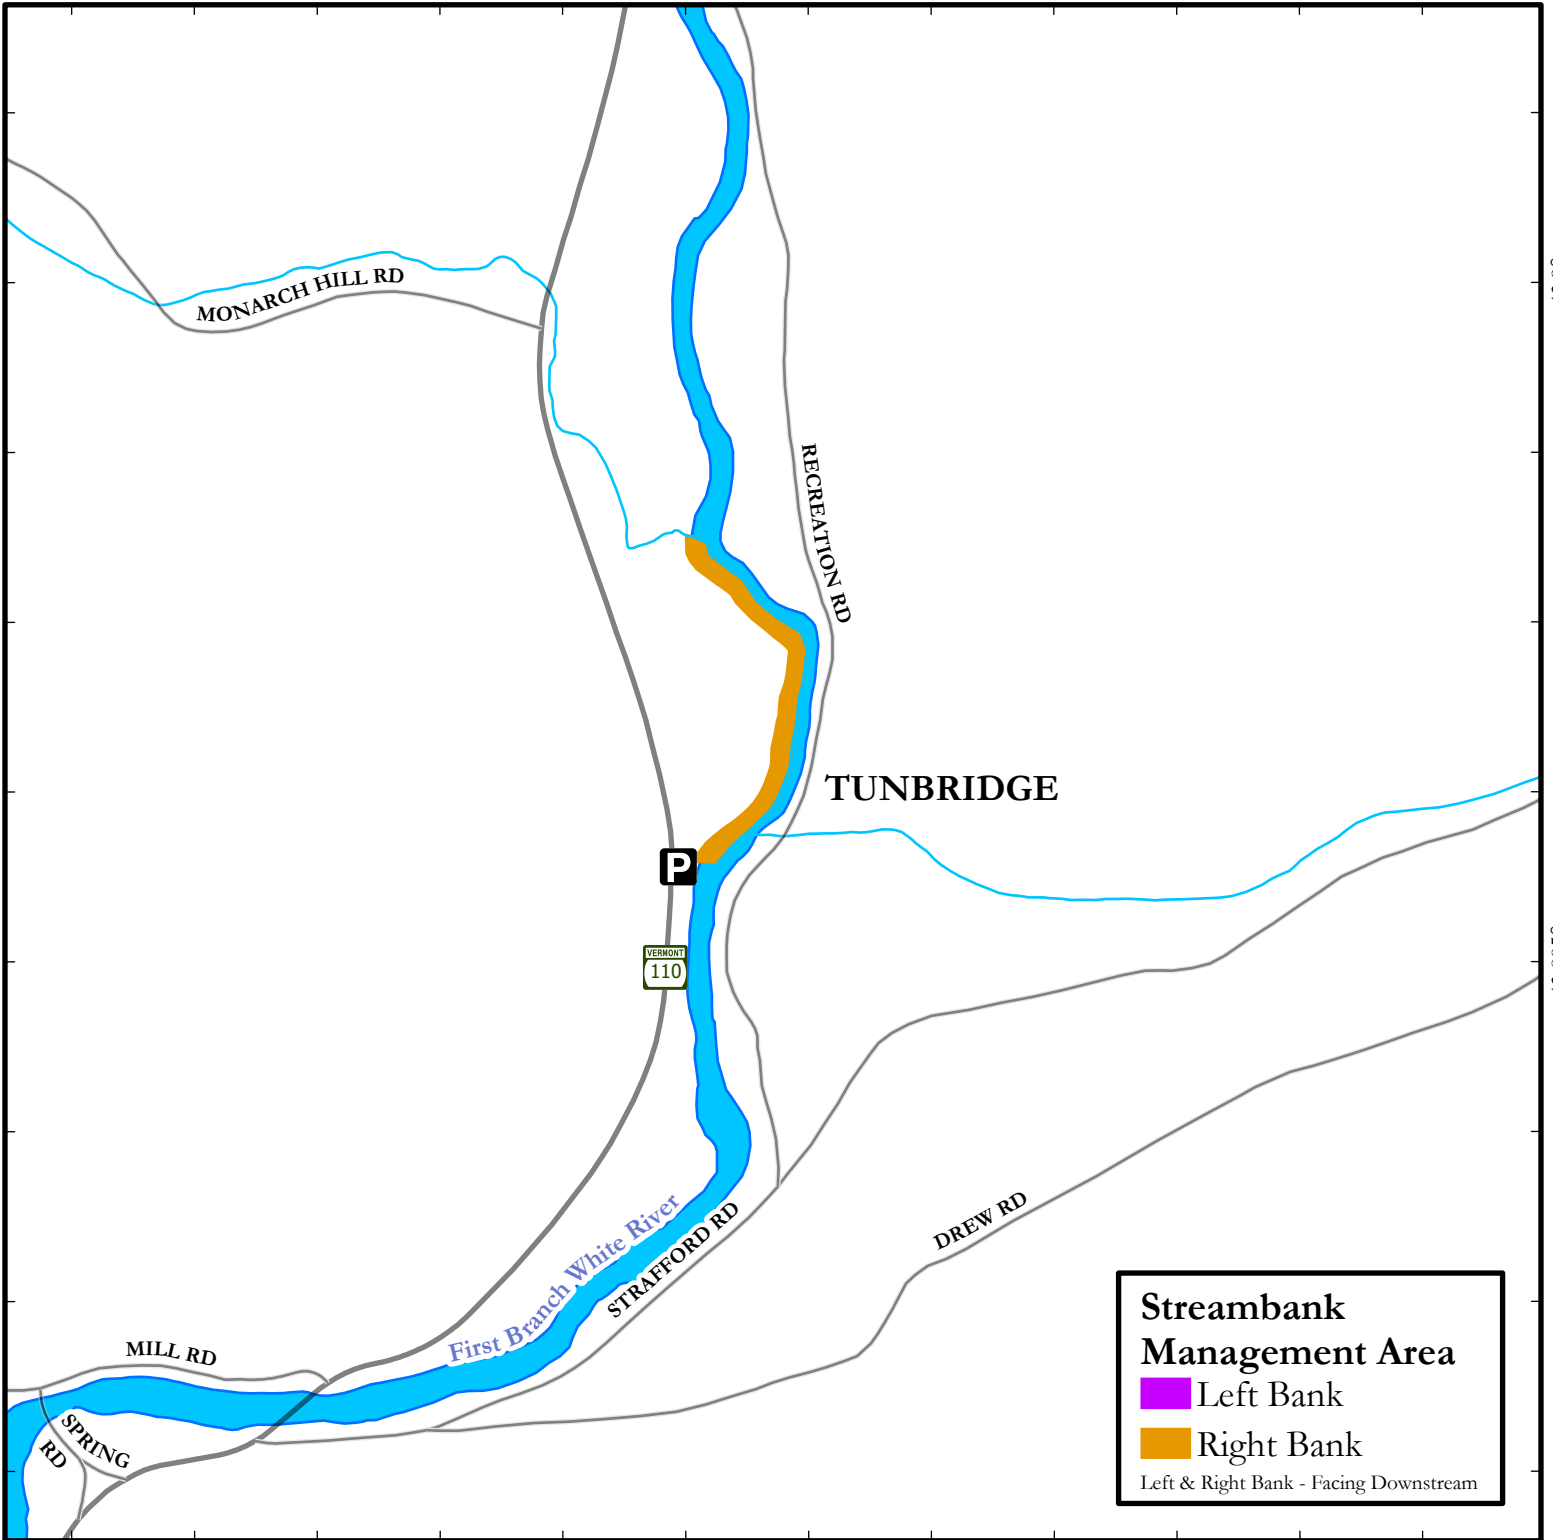 MONARCH HILL RD
RECREATION RD
TUNBRIDGE
P
VERMONT
110
First Branch White River
STRAFFORD RD
DREW RD
MILL RD
SPRING
RD
Streambank
Management Area
Left Bank
Right Bank
Left & Right Bank - Facing Downstream